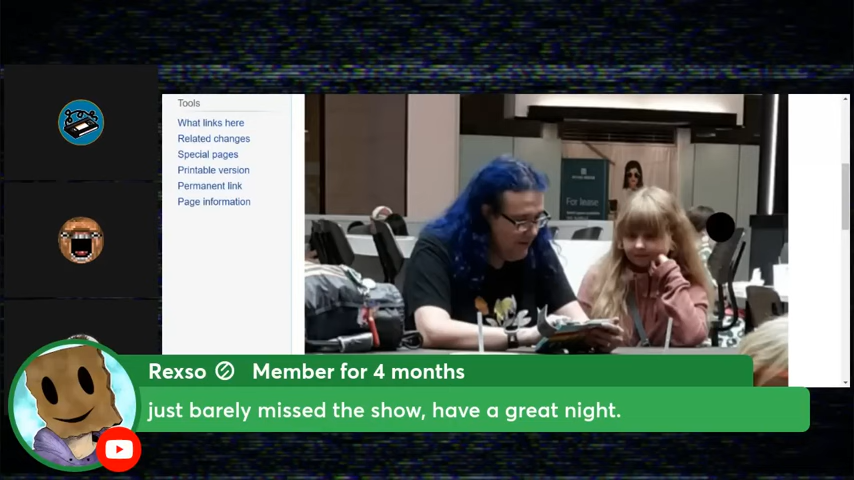 Tools
What links here
Related changes
Special pages
Printable version
Permanent link
Page information
For lease
Rexso Member for 4 months
just barely missed the show, have a great night.